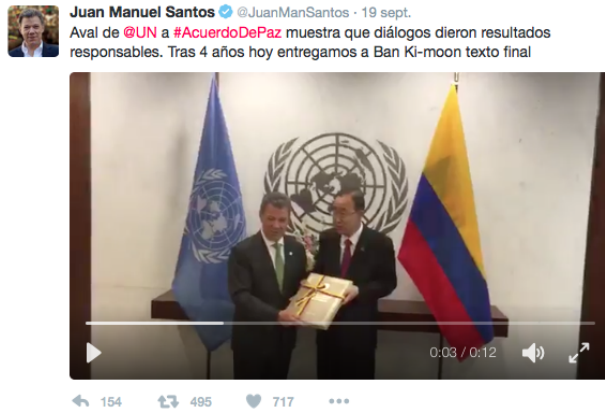 Juan Manuel Santos @JuanManSantos · 19 sept.
Aval de @UN a #AcuerdoDePaz muestra que diálogos dieron resultados
responsables. Tras 4 años hoy entregamos a Ban Ki-moon texto final
0:03 / 0:12
154 495 717